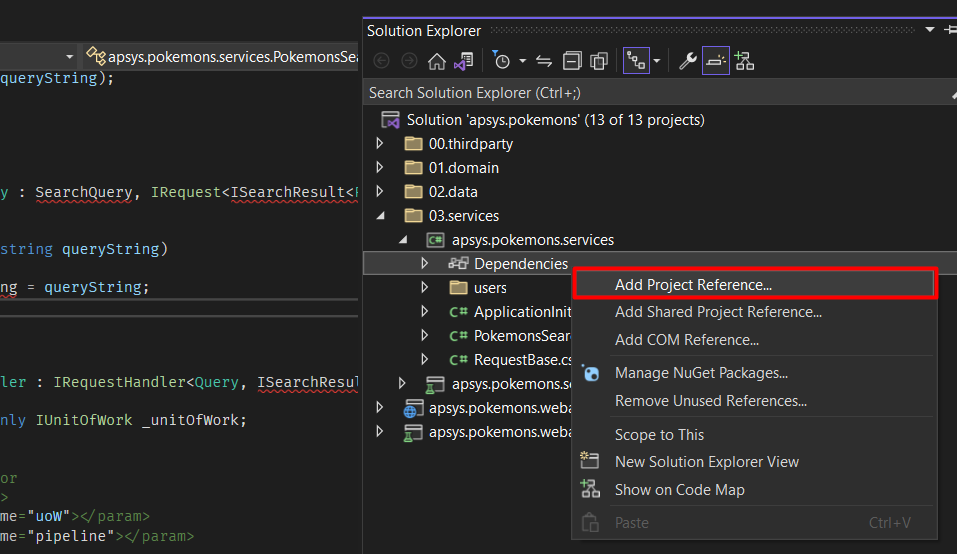 Solution Explorer
apsys.pokemons.services.PokemonsSea
queryString);
Search Solution Explorer (Ctrl+;)
Solution 'apsys.pokemons' (13 of 13 projects)
00.thirdparty
01.domain
y : SearchQuery, IRequest<ISearchResult<
02.data
03.services
apsys.pokemons.services
string queryString)
Dependencies
ng = queryString;
users
Add Project Reference...
ApplicationInit
Add Shared Project Reference...
PokemonsSear
Add COM Reference...
RequestBase.cs
Manage NuGet Packages...
ler : IRequestHandler<Query, ISearchResul
apsys.pokemons.se
Remove Unused References...
apsys.pokemons.weba
nly IUnitOfWork _unitOfWork;
apsys.pokemons.weba
Scope to This
New Solution Explorer View
or
Show on Code Map
>
me="uoW"></param>
Paste Ctrl+V
me="pipeline"></param>